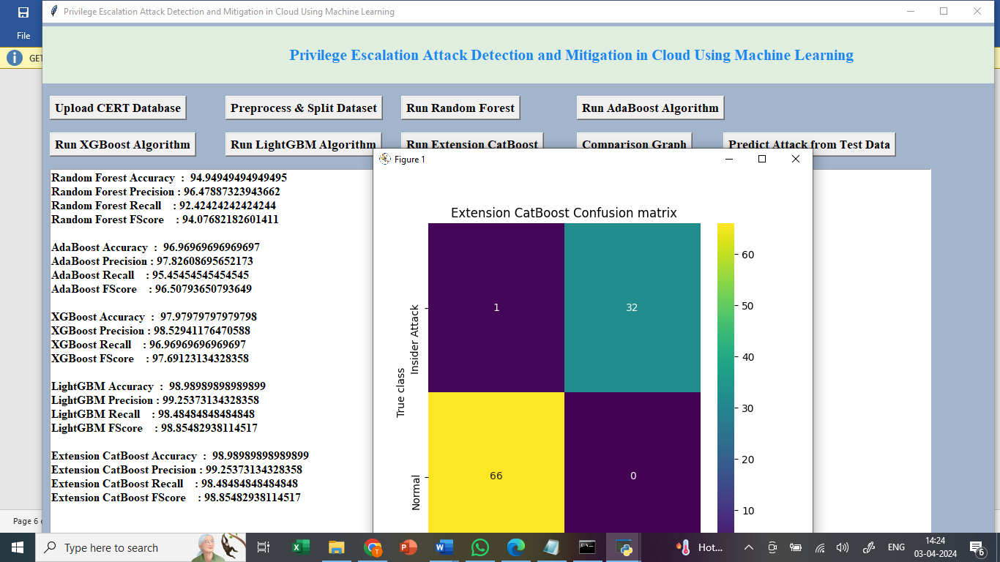 Privilege Escalation Attack Detection and Mitigation in Cloud Using Machine Learning
File
GET
Privilege Escalation Attack Detection and Mitigation in Cloud Using Machine Learning
Upload CERT Database
Preprocess & Split Dataset
Run Random Forest
Run AdaBoost Algorithm
Run XGBoost Algorithm
Run LightGBM Algorithm
Run Extension CatBoost
Comparison Graph
Predict Attack from Test Data
Random Forest Accuracy : 94.94949494949495
Random Forest Precision : 96.47887323943662
Random Forest Recall : 92.42424242424244
Random Forest FScore : 94.07682182601411
AdaBoost Accuracy : 96.96969696969697
AdaBoost Precision : 97.82608695652173
AdaBoost Recall : 95.45454545454545
AdaBoost FScore : 96.50793650793649
XGBoost Accuracy : 97.97979797979798
XGBoost Precision : 98.52941176470588
XGBoost Recall : 96.96969696969697
XGBoost FScore : 97.69123134328358
LightGBM Accuracy : 98.98989898989899
LightGBM Precision : 99.25373134328358
LightGBM Recall : 98.48484848484848
LightGBM FScore : 98.85482938114517
Extension CatBoost Accuracy : 98.98989898989899
Extension CatBoost Precision : 99.25373134328358
Extension CatBoost Recall : 98.48484848484848
Extension CatBoost FScore : 98.85482938114517
Figure 1
Extension CatBoost Confusion matrix
True class
Insider Attack
Normal
1
32
66
0
60
50
40
30
20
10
Page 6
Type here to search
Hot...
ENG
14:24
03-04-2024
6